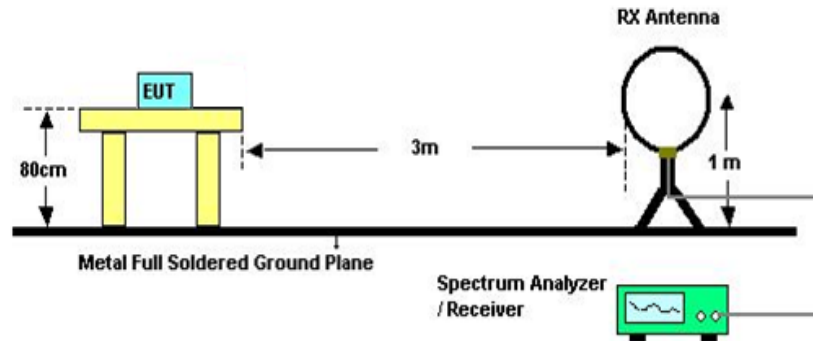 RX Antenna
EUT
3m
80cm
1 m
Metal Full Soldered Ground Plane
Spectrum Analyzer
/ Receiver